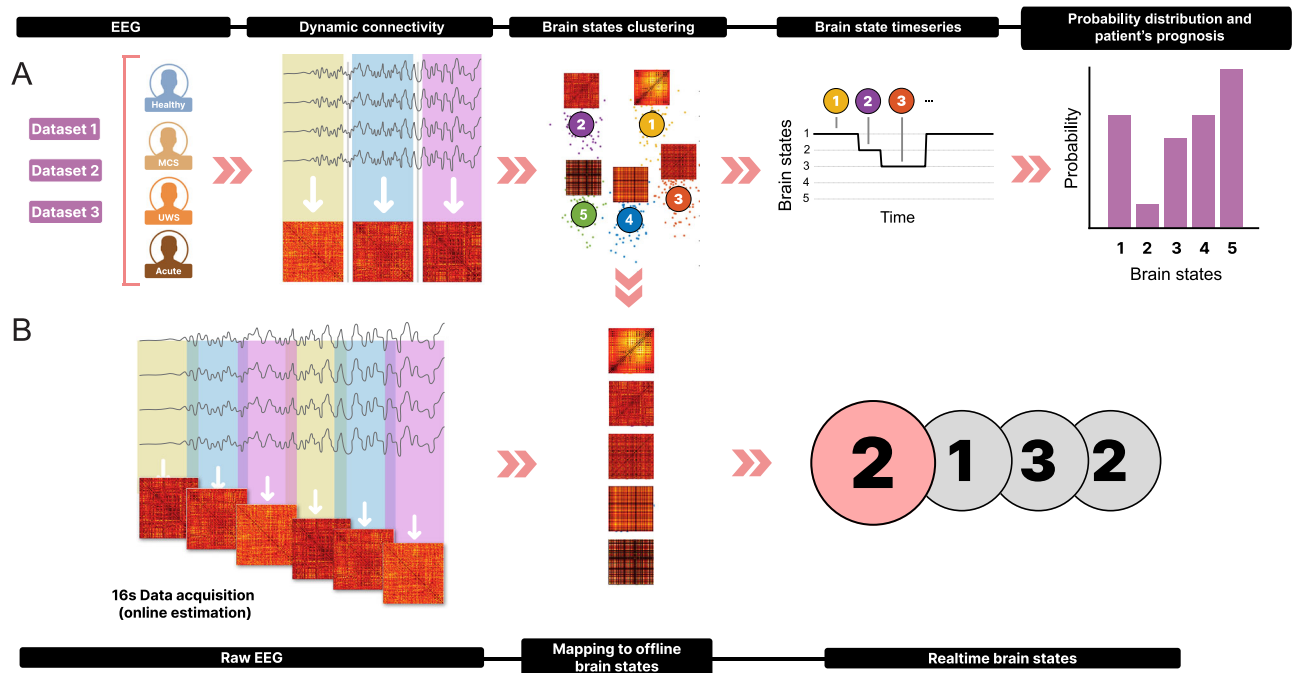 EEG
Dynamic connectivity
Brain states clustering
Brain state timeseries
Probability distribution and
patient's prognosis
A
Dataset 1
Dataset 2
Dataset 3
Healthy
MCS
UWS
Acute
2
1
5
4
3
1 2 3 ...
Brain states
1
2
3
4
5
Time
Probability
1 2 3 4 5
Brain states
B
16s Data acquisition
(online estimation)
2 1 3 2
Raw EEG
Mapping to offline
brain states
Realtime brain states